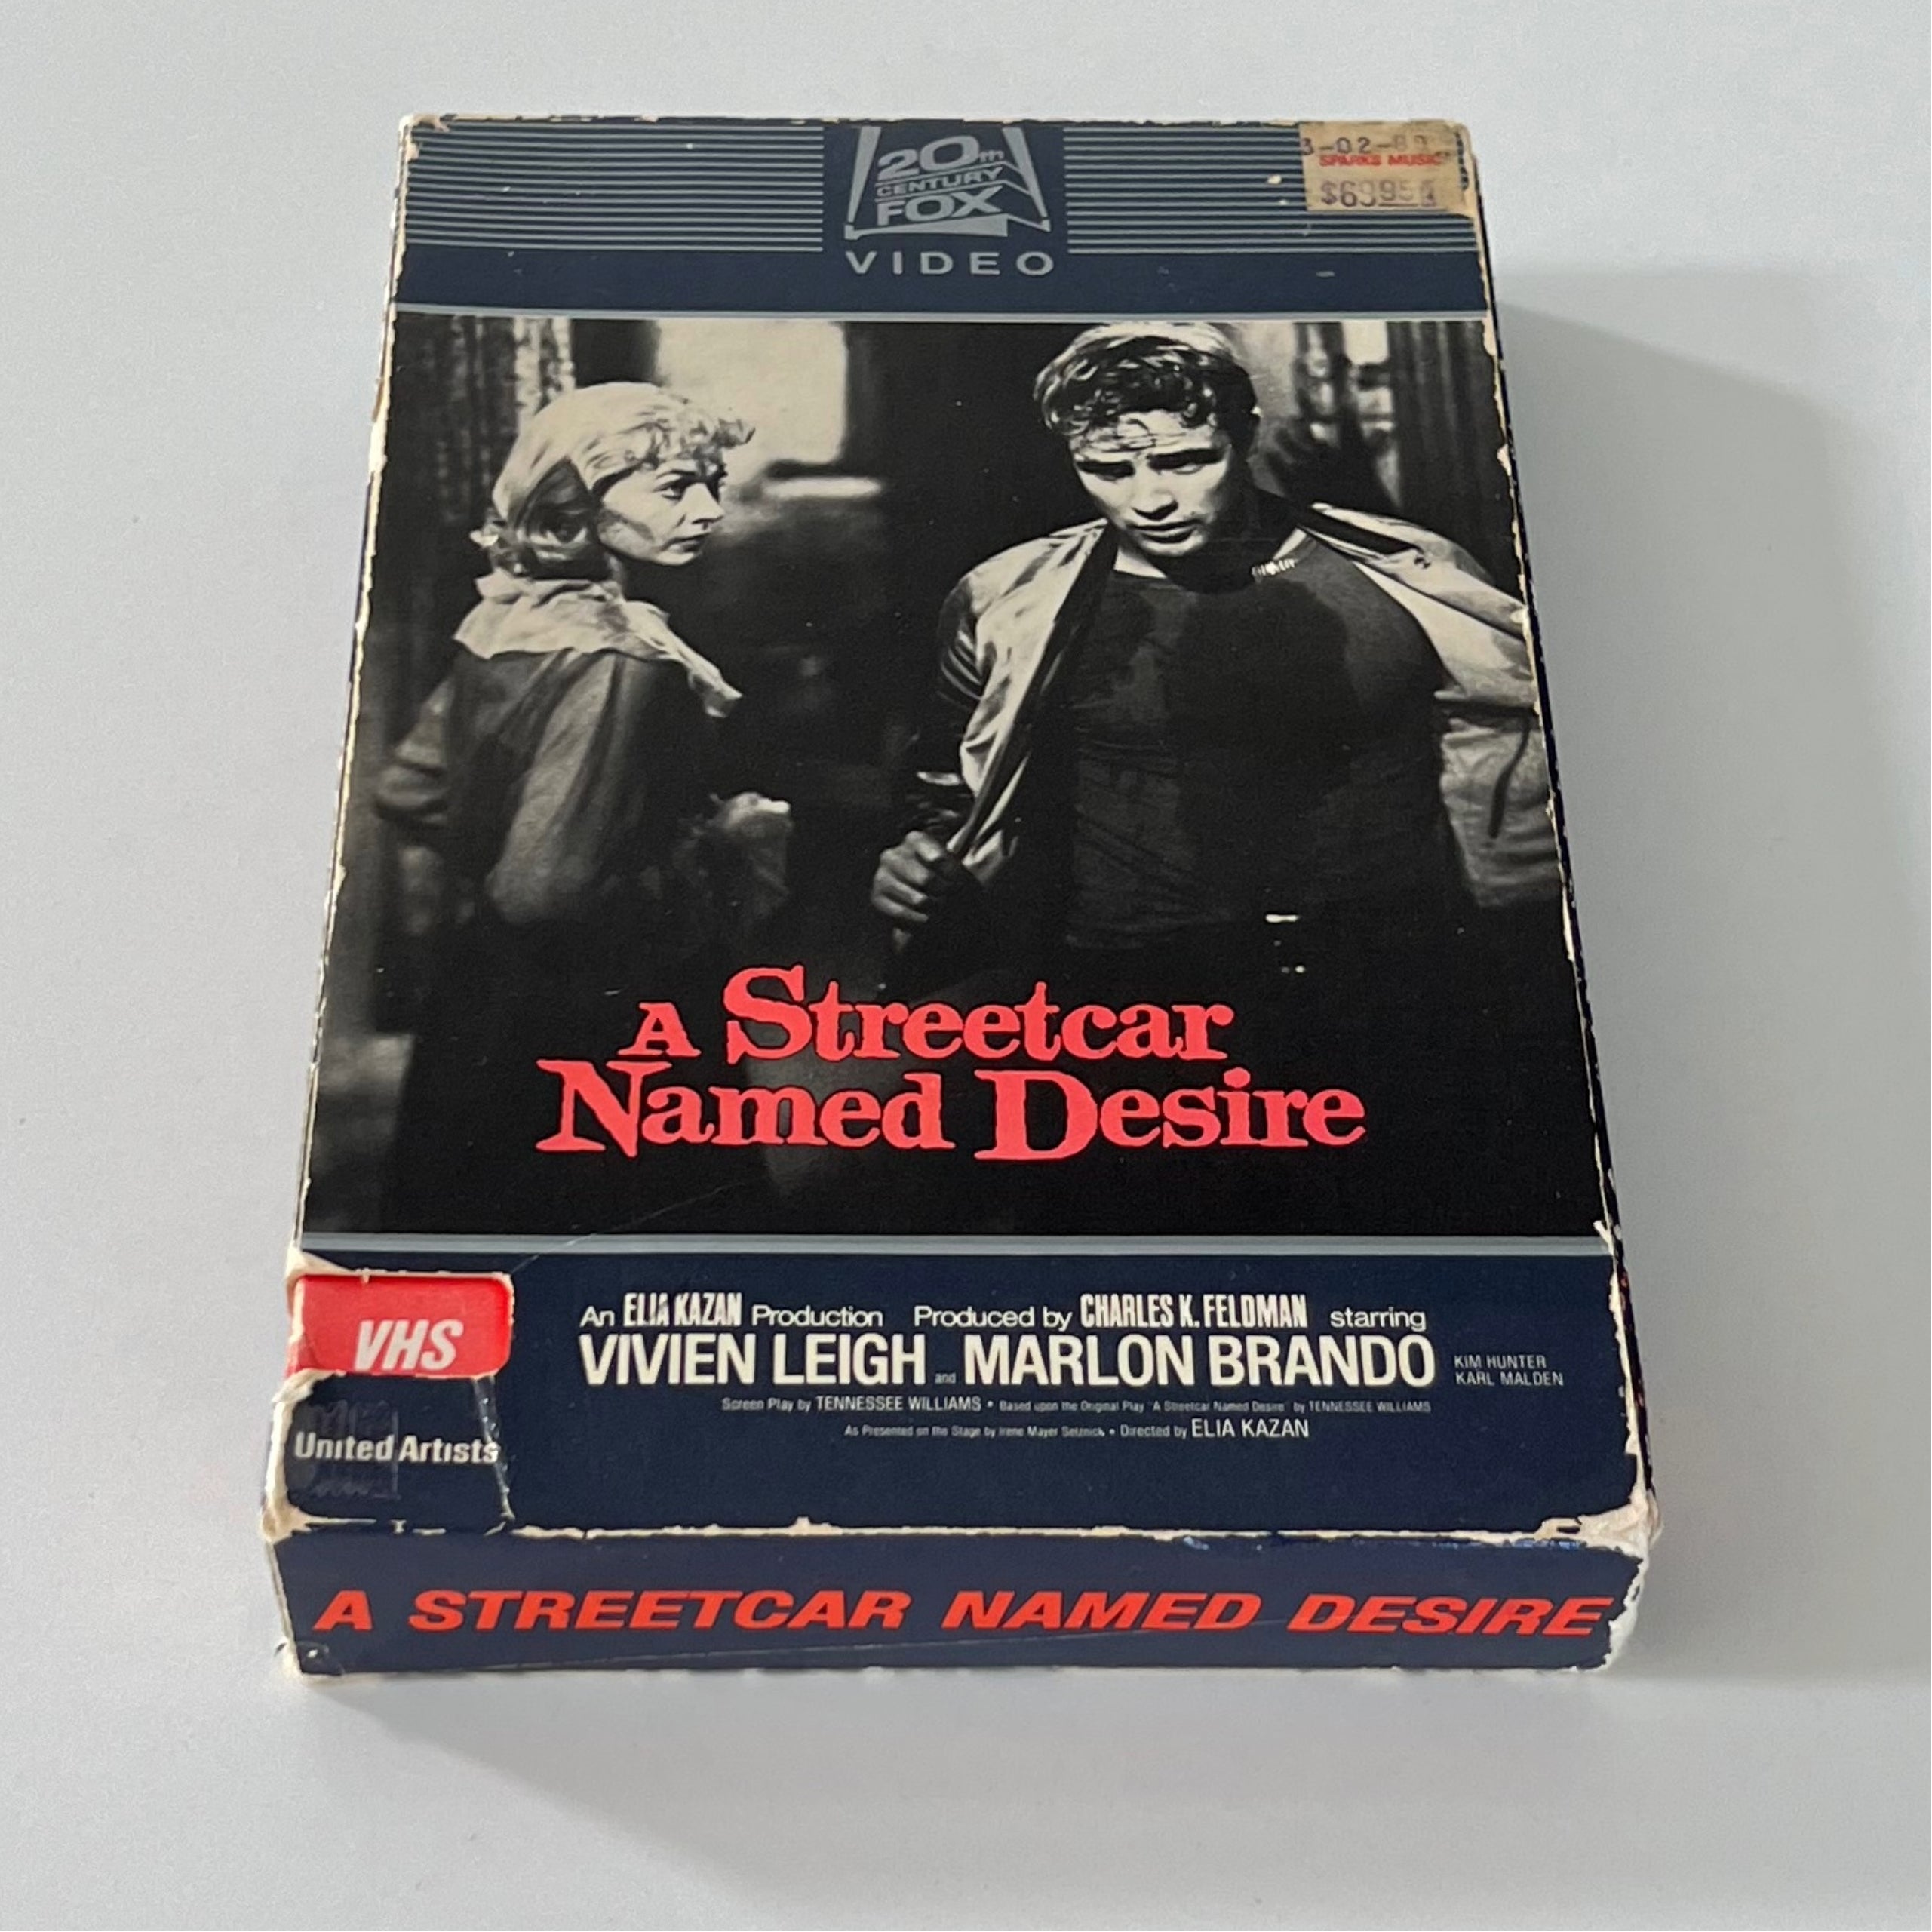 20th
CENTURY
FOX
VIDEO
SPARKS MUSIC
A Streetcar
Named Desire
VHS
United Artists
An ELIA KAZAN Production Produced by CHARLES K. FELDMAN starring
VIVIEN LEIGH and MARLON BRANDO
KIM HUNTER
KARL MALDEN
Screen Play by TENNESSEE WILLIAMS • Based upon the Original Play "A Streetcar Named Desire" by TENNESSEE WILLIAMS
As Presented on the Stage by Irene Mayer Selznick • Directed by ELIA KAZAN
A STREETCAR NAMED DESIRE